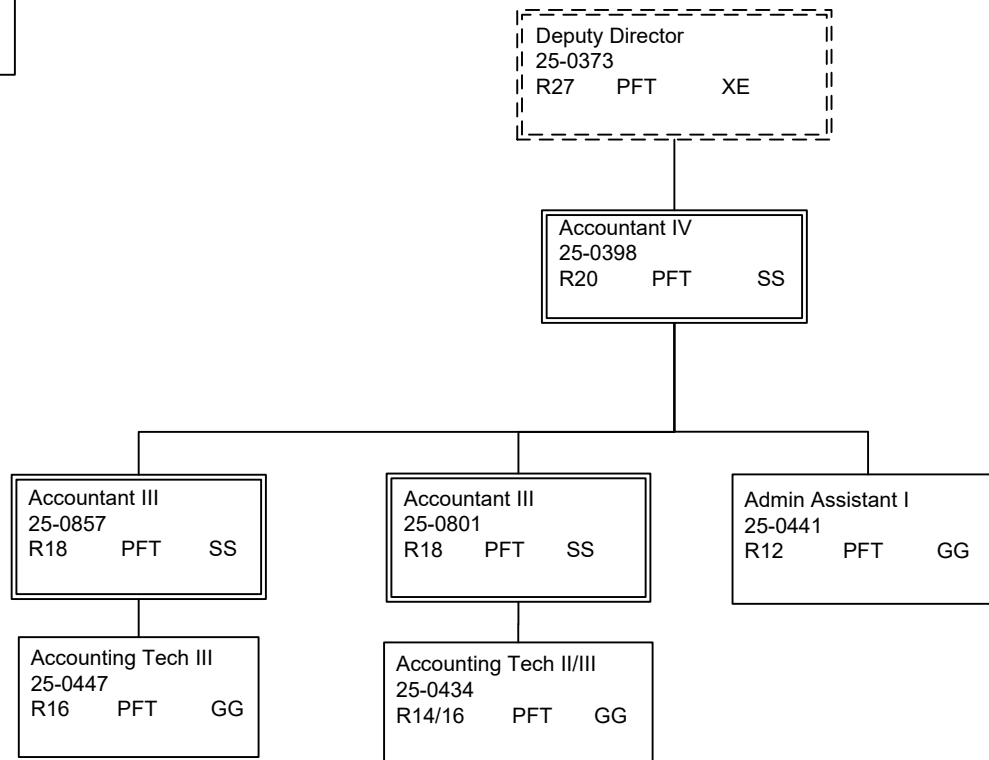 Deputy Director
25-0373
R27 PFT XE
Accountant IV
25-0398
R20 PFT SS
Accountant III
25-0857
R18 PFT SS
Accountant III
25-0801
R18 PFT SS
Admin Assistant I
25-0441
R12 PFT GG
Accounting Tech III
25-0447
R16 PFT GG
Accounting Tech II/III
25-0434
R14/16 PFT GG